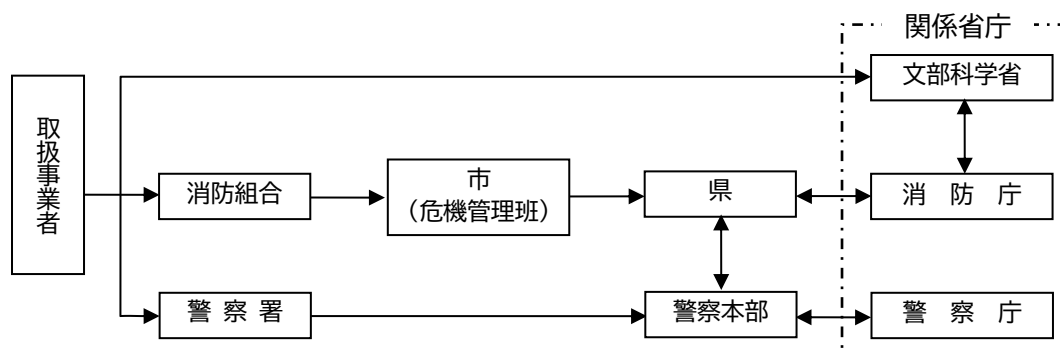 関係省庁
文部科学省
取扱事業者
消防組合
市
（危機管理班）
県
消 防 庁
警 察 署
警察本部
警 察 庁